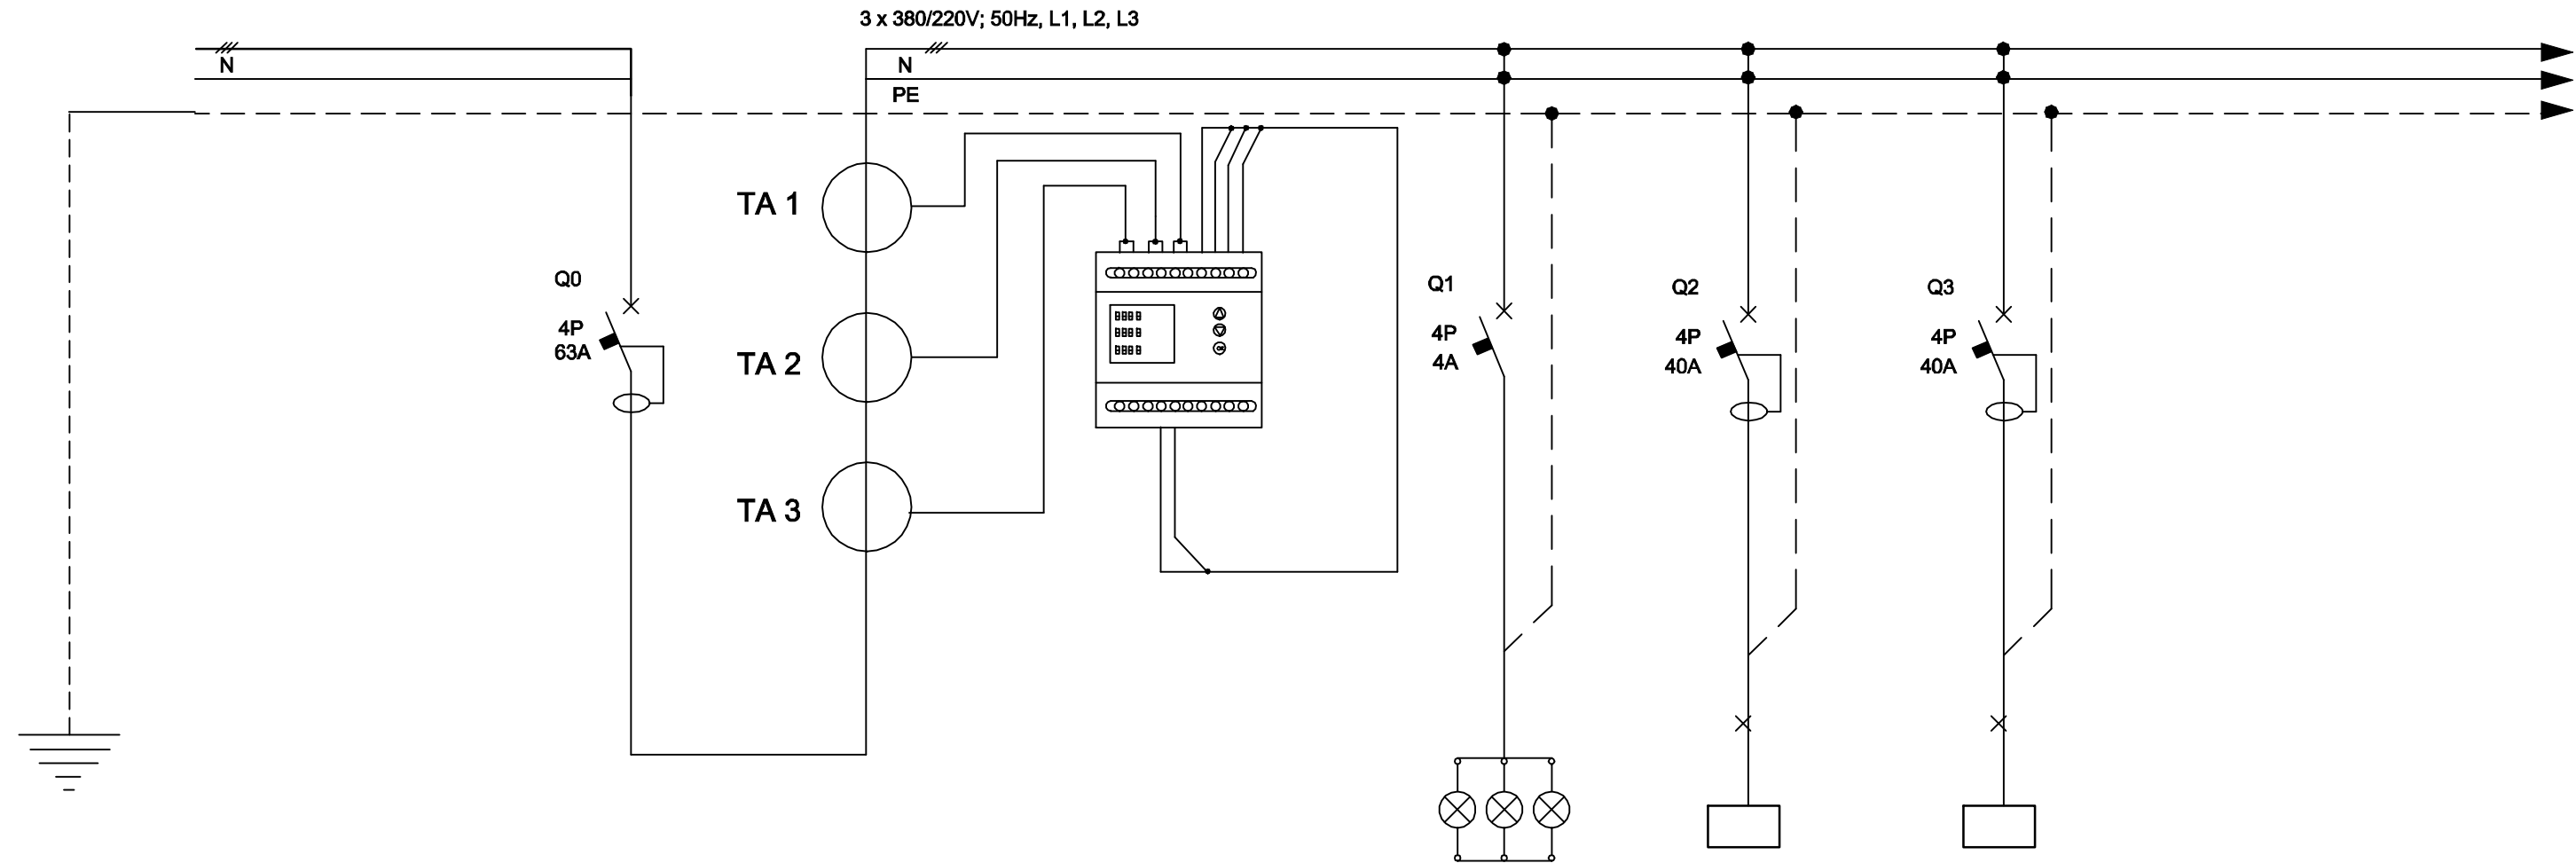 3 x 380/220V; 50Hz, L1, L2, L3
N
N
PE
TA 1
TA 2
TA 3
Q0
4P
63A
Q1
4P
4A
Q2
4P
40A
Q3
4P
40A